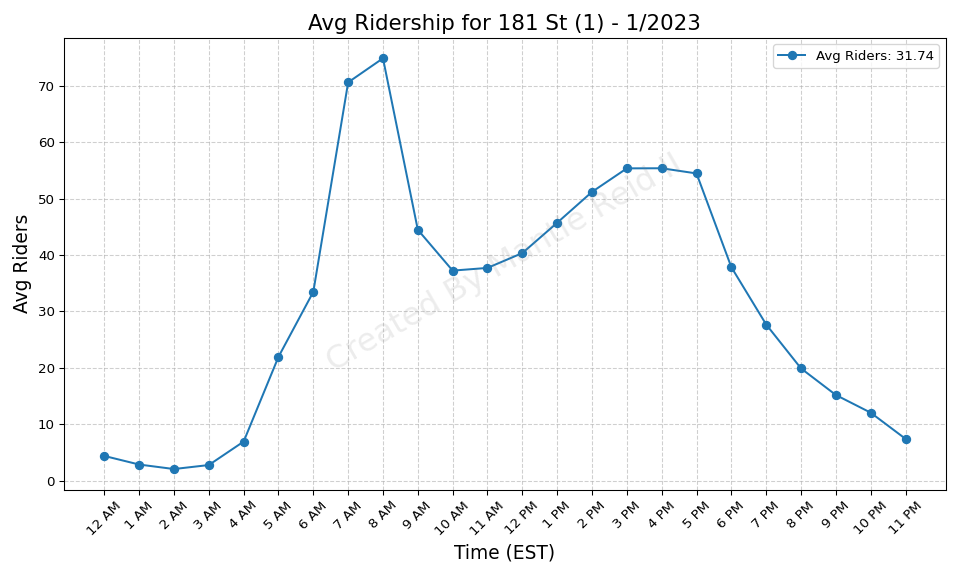 Avg Ridership for 181 St (1) - 1/2023
Avg Riders: 31.74
Avg Riders
70
60
50
40
30
20
10
0
Created By Mantie Reid II
12 AM
1 AM
2 AM
3 AM
4 AM
5 AM
6 AM
7 AM
8 AM
9 AM
10 AM
11 AM
12 PM
1 PM
2 PM
3 PM
4 PM
5 PM
6 PM
7 PM
8 PM
9 PM
10 PM
11 PM
Time (EST)